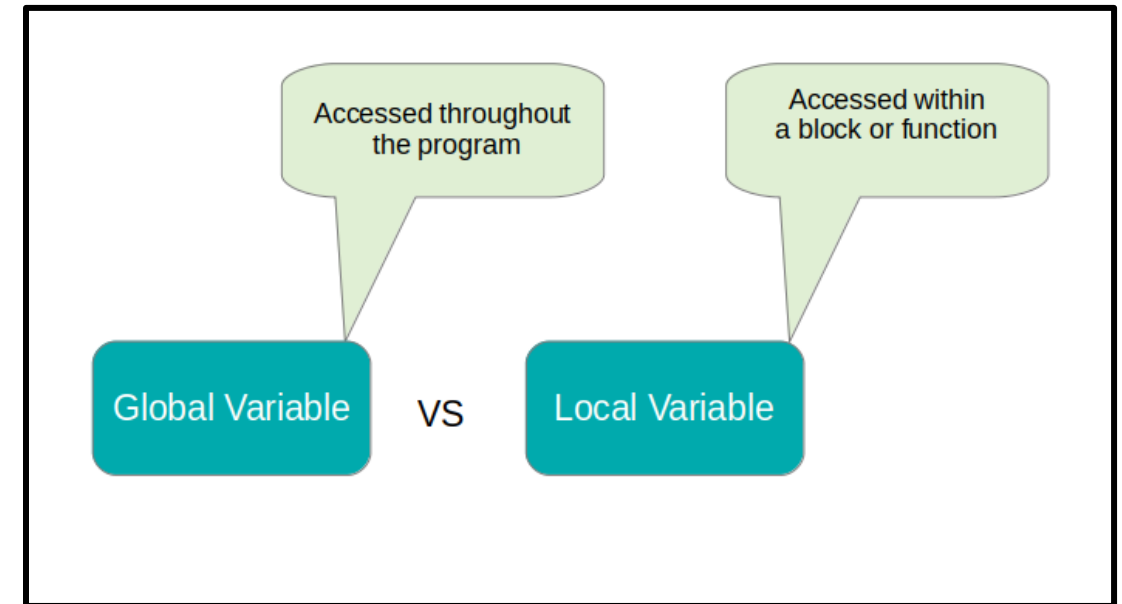 Accessed throughout
the program
Accessed within
a block or function
Global Variable
VS
Local Variable